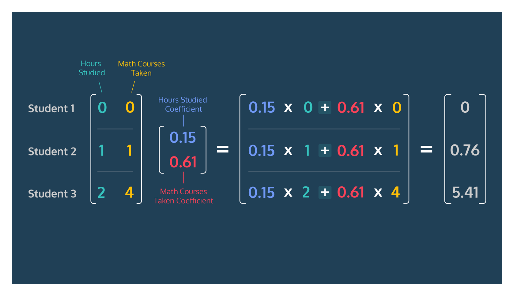 Hours
Studied
Math Courses
Taken
Student 1
0 0
Hours Studied
Coefficient
0.15 x 0 + 0.61 x 0
0
Student 2
1 1
0.15
0.61
=
0.15 x 1 + 0.61 x 1
=
0.76
Student 3
2 4
Math Courses
Taken Coefficient
0.15 x 2 + 0.61 x 4
5.41